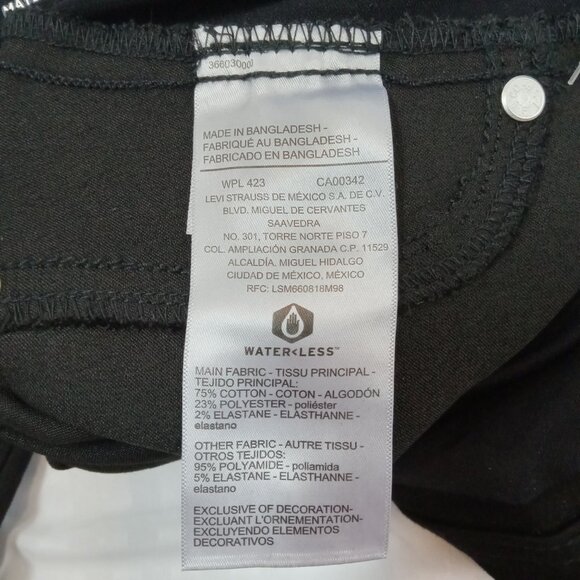 MAT
366030000
MADE IN BANGLADESH -
FABRIQUÉ AU BANGLADESH -
FABRICADO EN BANGLADESH
WPL 423 CA00342
LEVI STRAUSS DE MÉXICO S.A. DE C.V.
BLVD. MIGUEL DE CERVANTES
SAAVEDRA
NO. 301, TORRE NORTE PISO 7
COL. AMPLIACIÓN GRANADA C.P. 11529
ALCALDÍA. MIGUEL HIDALGO
CIUDAD DE MÉXICO, MÉXICO
RFC: LSM660818M98
WATER<LESS™
MAIN FABRIC - TISSU PRINCIPAL -
TEJIDO PRINCIPAL:
75% COTTON - COTON - ALGODÓN
23% POLYESTER - poliéster
2% ELASTANE - ELASTHANNE -
elastano
OTHER FABRIC - AUTRE TISSU -
OTROS TEJIDOS:
95% POLYAMIDE - poliamida
5% ELASTANE - ELASTHANNE -
elastano
EXCLUSIVE OF DECORATION-
EXCLUANT L'ORNEMENTATION-
EXCLUYENDO ELEMENTOS
DECORATIVOS